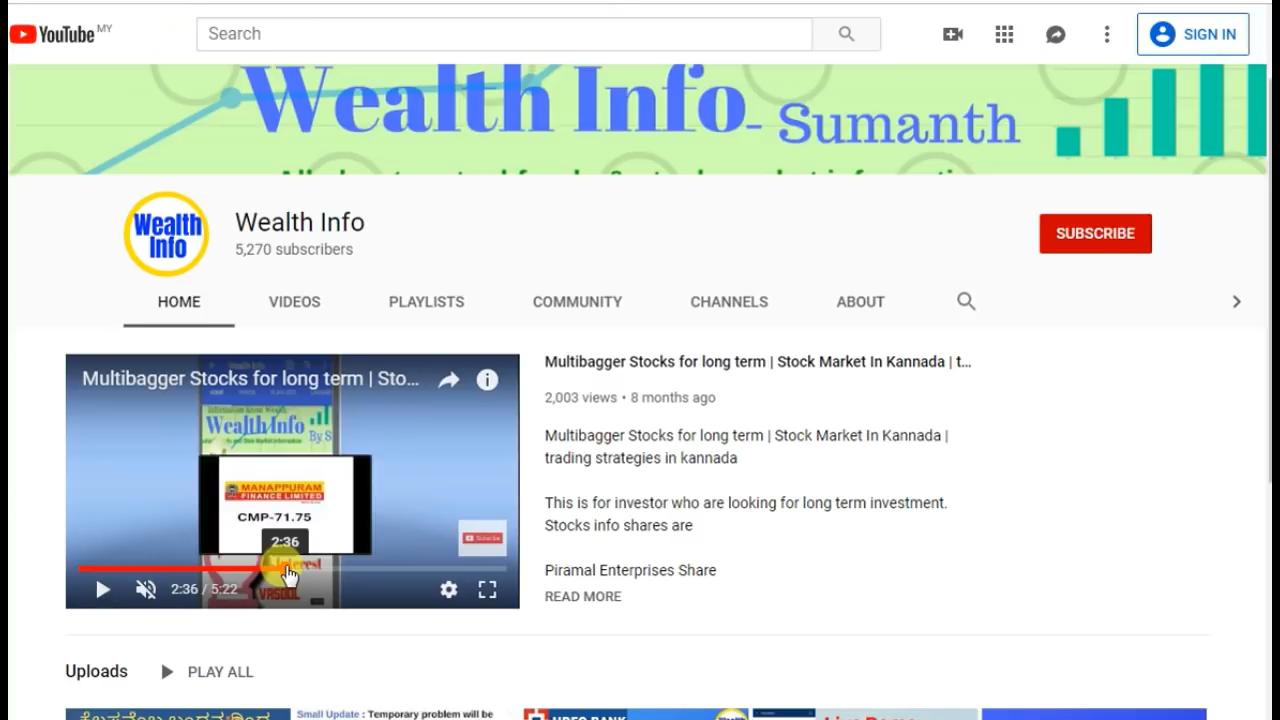 YouTube MY
Search
SIGN IN
Wealth Info - Sumanth
Wealth Info
Wealth Info
5,270 subscribers
SUBSCRIBE
HOME
VIDEOS
PLAYLISTS
COMMUNITY
CHANNELS
ABOUT
Multibagger Stocks for long term | Sto...
Wealth Info
By S
MANAPPURAM
FINANCE LIMITED
CMP-71.75
2:36
Subscribe
2:36 / 5:22
Multibagger Stocks for long term | Stock Market In Kannada | t...
2,003 views • 8 months ago
Multibagger Stocks for long term | Stock Market In Kannada |
trading strategies in kannada
This is for investor who are looking for long term investment.
Stocks info shares are
Piramal Enterprises Share
READ MORE
Uploads
PLAY ALL
Small Update : Temporary problem will be
HDFC BANK